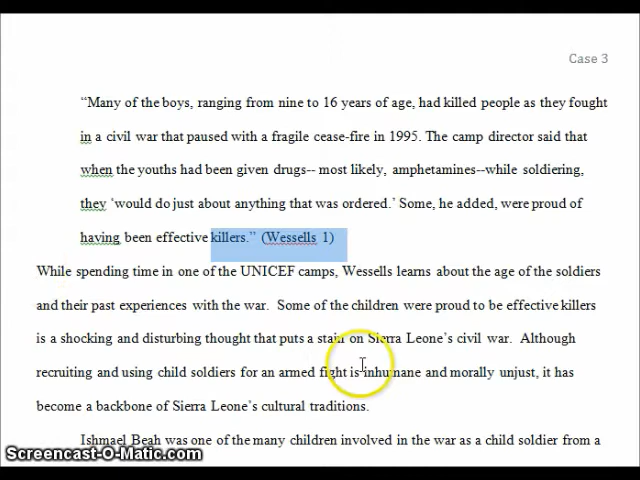 Case 3
“Many of the boys, ranging from nine to 16 years of age, had killed people as they fought
in a civil war that paused with a fragile cease-fire in 1995. The camp director said that
when the youths had been given drugs-- most likely, amphetamines--while soldiering,
they ‘would do just about anything that was ordered.’ Some, he added, were proud of
having been effective killers.” (Wessells 1)
While spending time in one of the UNICEF camps, Wessells learns about the age of the soldiers
and their past experiences with the war. Some of the children were proud to be effective killers
is a shocking and disturbing thought that puts a stain on Sierra Leone’s civil war. Although
recruiting and using child soldiers for an armed fight is inhumane and morally unjust, it has
become a backbone of Sierra Leone’s cultural traditions.
Ishmael Beah was one of the many children involved in the war as a child soldier from a
Screencast-O-Matic.com